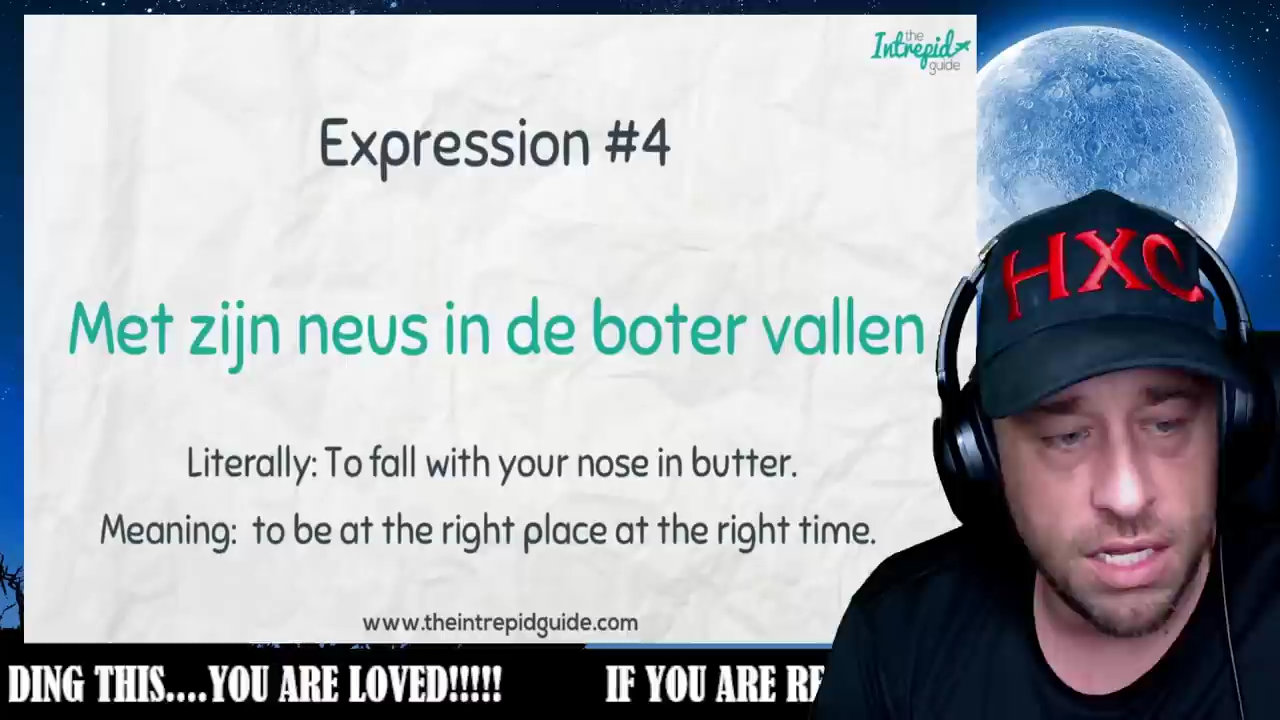 the
Intrepid
guide
Expression #4
Met zijn neus in de boter vallen
Literally: To fall with your nose in butter.
Meaning: to be at the right place at the right time.
www.theintrepidguide.com
HXC
DING THIS....YOU ARE LOVED!!!!! IF YOU ARE RE